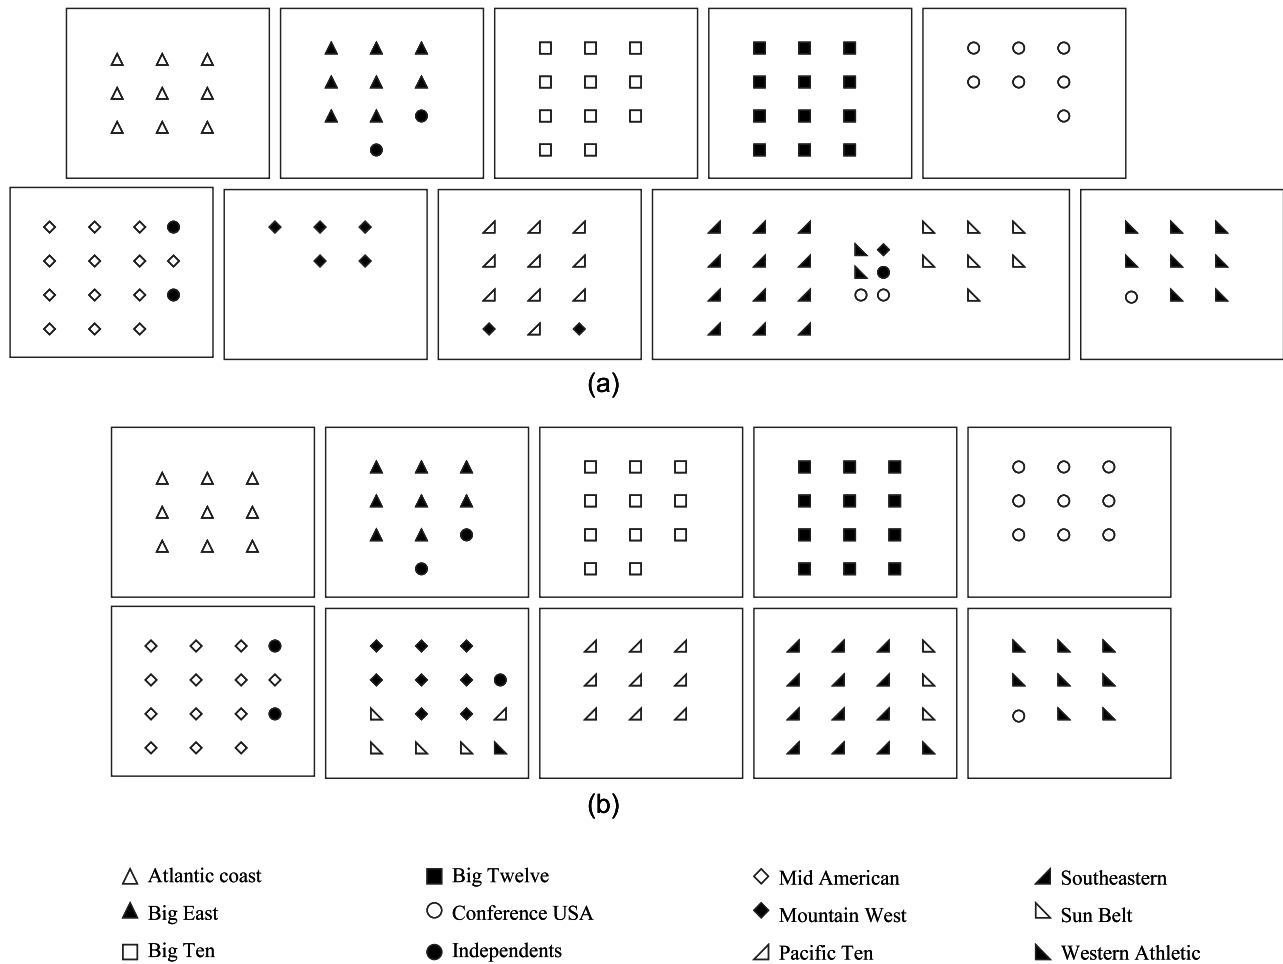 (a)
(b)
Atlantic coast Big Twelve Mid American Southeastern
Big East Conference USA Mountain West Sun Belt
Big Ten Independents Pacific Ten Western Athletic